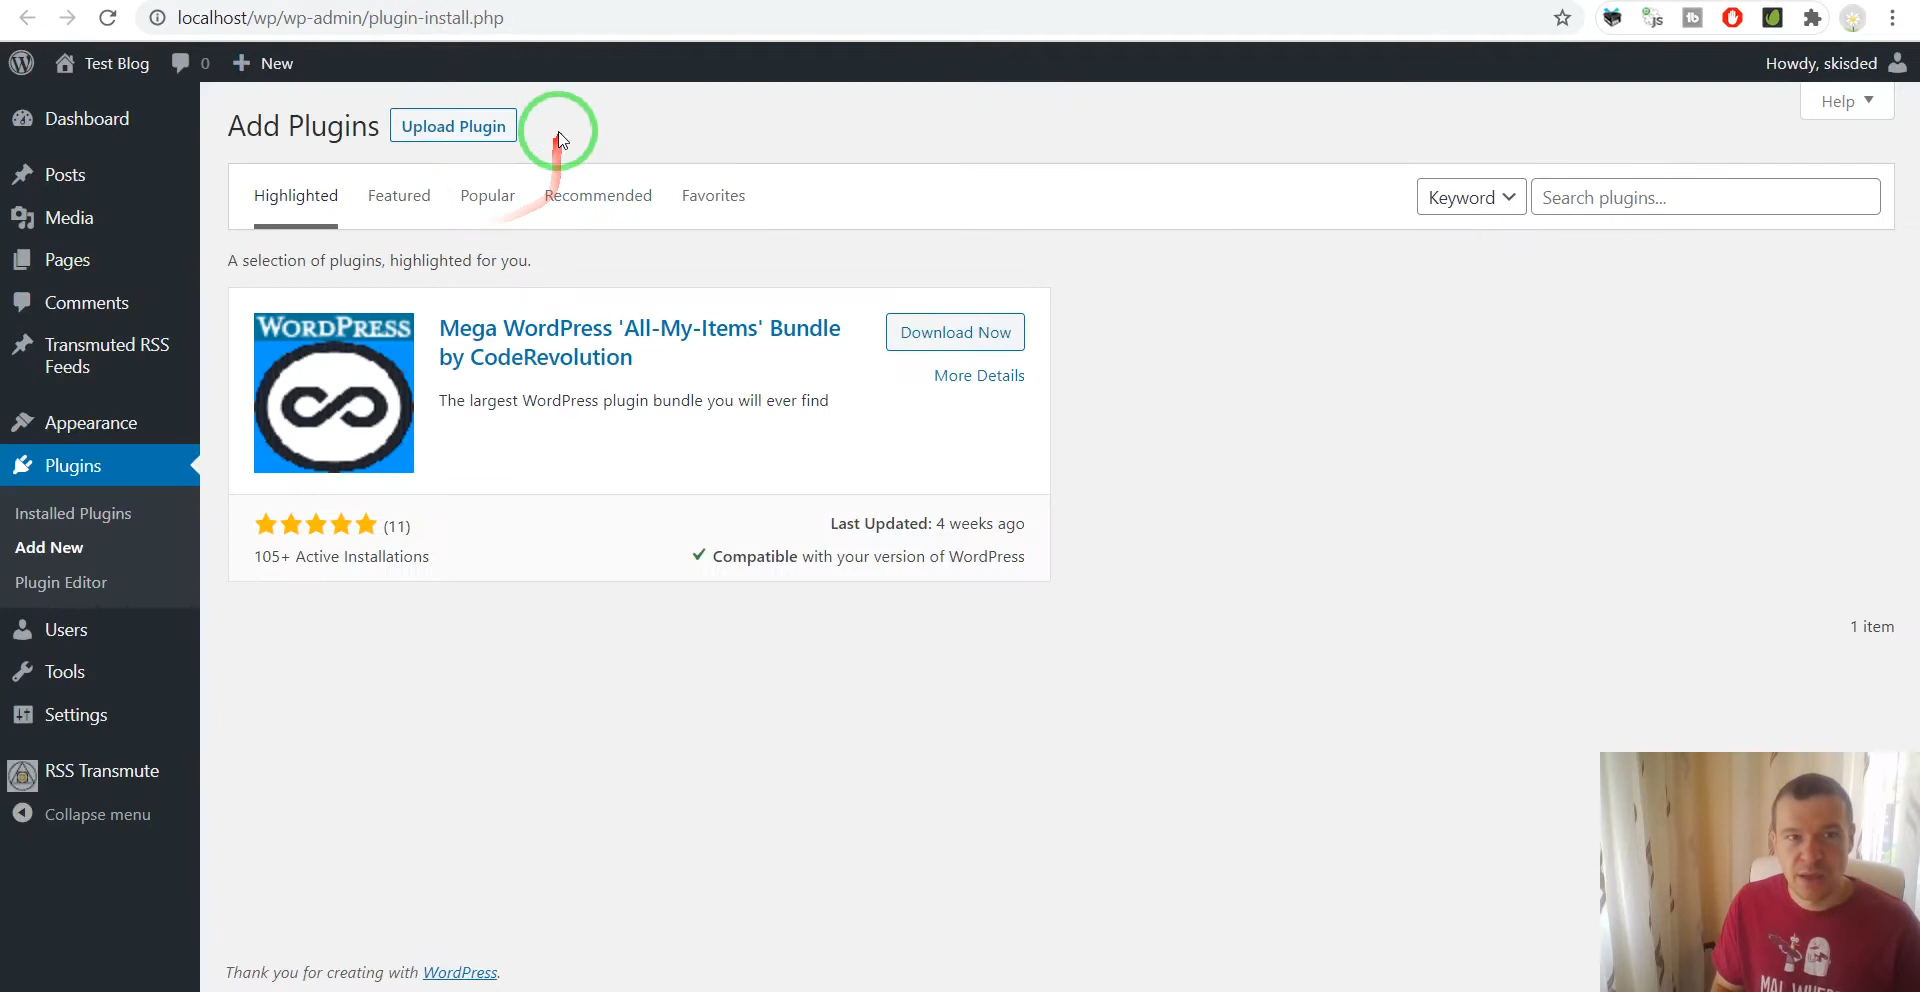 localhost/wp/wp-admin/plugin-install.php
Test Blog
0
New
Howdy, skisded
Dashboard
Posts
Media
Pages
Comments
Transmuted RSS
Feeds
Appearance
Plugins
Installed Plugins
Add New
Plugin Editor
Users
Tools
Settings
RSS Transmute
Collapse menu
Help
Add Plugins
Upload Plugin
Highlighted
Featured
Popular
Recommended
Favorites
Keyword
Search plugins...
A selection of plugins, highlighted for you.
WORDPRESS
Mega WordPress 'All-My-Items' Bundle
by CodeRevolution
Download Now
More Details
The largest WordPress plugin bundle you will ever find
(11)
Last Updated: 4 weeks ago
105+ Active Installations
Compatible with your version of WordPress
1 item
Thank you for creating with WordPress.